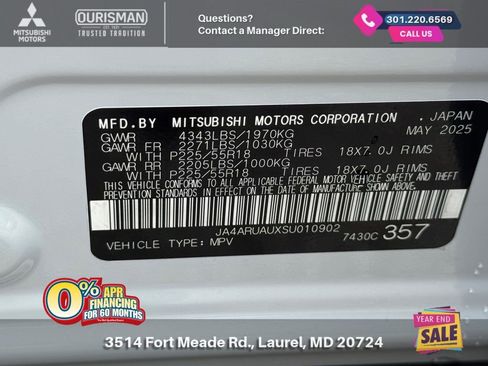 MITSUBISHI
MOTORS
OURISMAN
TRUSTED TRADITION
Questions?
Contact a Manager Direct:
301.220.6569
CALL US
MFD.BY MITSUBISHI MOTORS CORPORATION JAPAN
GVWR 4343LBS/1970KG MAY 2025
GAWR FR 2271LBS/1030KG
WITH P225/55R18 TIRES 18X7.0J RIMS
GAWR RR 2205LBS/1000KG
WITH P225/55R18 TIRES 18X7.0J RIMS
THIS VEHICLE CONFORMS TO ALL APPLICABLE FEDERAL MOTOR VEHICLE SAFETY, BUMPER, AND THEFT
PREVENTION STANDARDS IN EFFECT ON THE DATE OF MANUFACTURE SHOWN ABOVE.
JA4ARUAUXSU010902
VEHICLE TYPE: MPV 7430C 357
0% APR
FINANCING
FOR 60 MONTHS
YEAR END
SALE
3514 Fort Meade Rd., Laurel, MD 20724